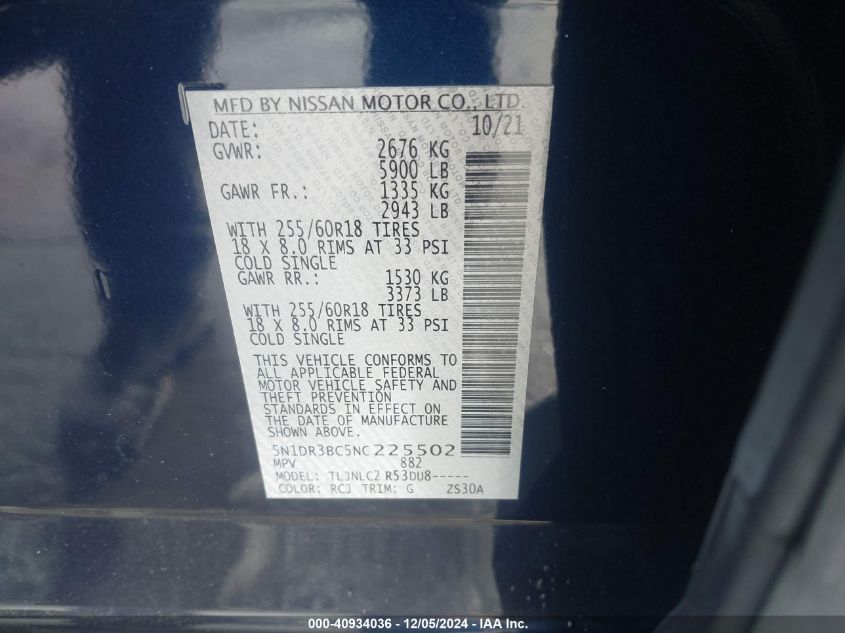 MFD BY NISSAN MOTOR CO., LTD.
DATE: 10/21
GVWR: 2676 KG
5900 LB
GAWR FR.: 1335 KG
2943 LB
WITH 255/60R18 TIRES
18 X 8.0 RIMS AT 33 PSI
COLD SINGLE
GAWR RR.: 1530 KG
3373 LB
WITH 255/60R18 TIRES
18 X 8.0 RIMS AT 33 PSI
COLD SINGLE
THIS VEHICLE CONFORMS TO
ALL APPLICABLE FEDERAL
MOTOR VEHICLE SAFETY AND
THEFT PREVENTION
STANDARDS IN EFFECT ON
THE DATE OF MANUFACTURE
SHOWN ABOVE.
5N1DR3BC5NC225502
MPV 882
MODEL: TLJNLC2 R53DU8-----
COLOR: RCJ TRIM: G ZS30A
000-40934036 - 12/05/2024 - IAA Inc.